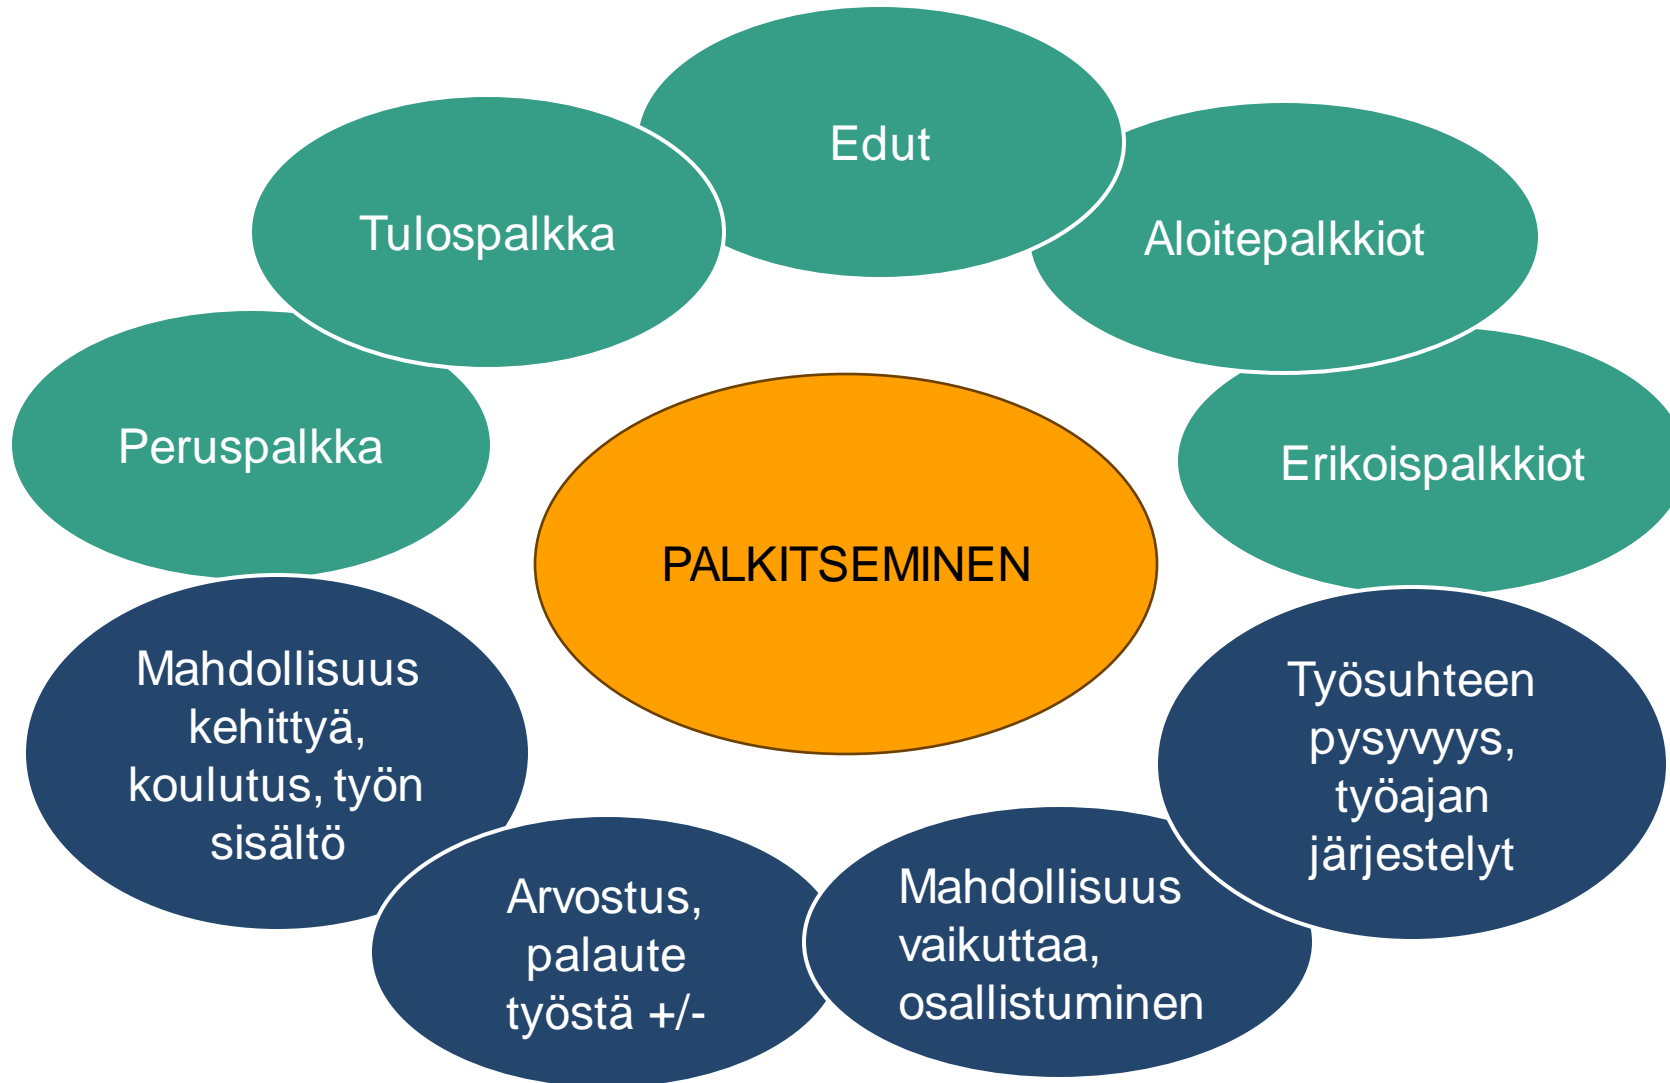 Edut
Tulospalkka
Aloitepalkkiot
Peruspalkka
Erikoispalkkiot
PALKITSEMINEN
Mahdollisuus
kehittyä,
koulutus, työn
sisältö
Työsuhteen
pysyvyys,
työajan
järjestelyt
Arvostus,
palaute
työstä +/-
Mahdollisuus
vaikuttaa,
osallistuminen